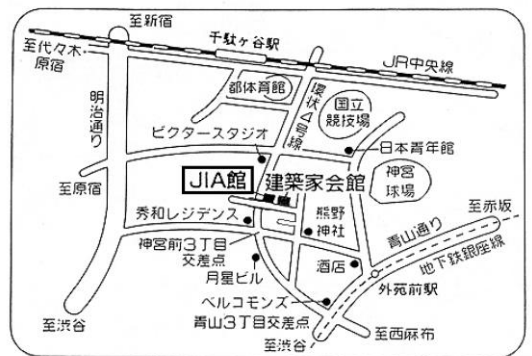 至新宿
千駄ヶ谷駅
至代々木・
原宿
JR中央線
都体育館
環状4号線
国立
競技場
明治通り
ビクタースタジオ
日本青年館
JIA館
建築家会館
神宮
球場
至原宿
秀和レジデンス
熊野
神社
至赤坂
青山通り
神宮前3丁目
交差点
地下鉄銀座線
月星ビル
酒店
外苑前駅
ベルコモンズ
青山3丁目交差点
至西麻布
至渋谷
至渋谷